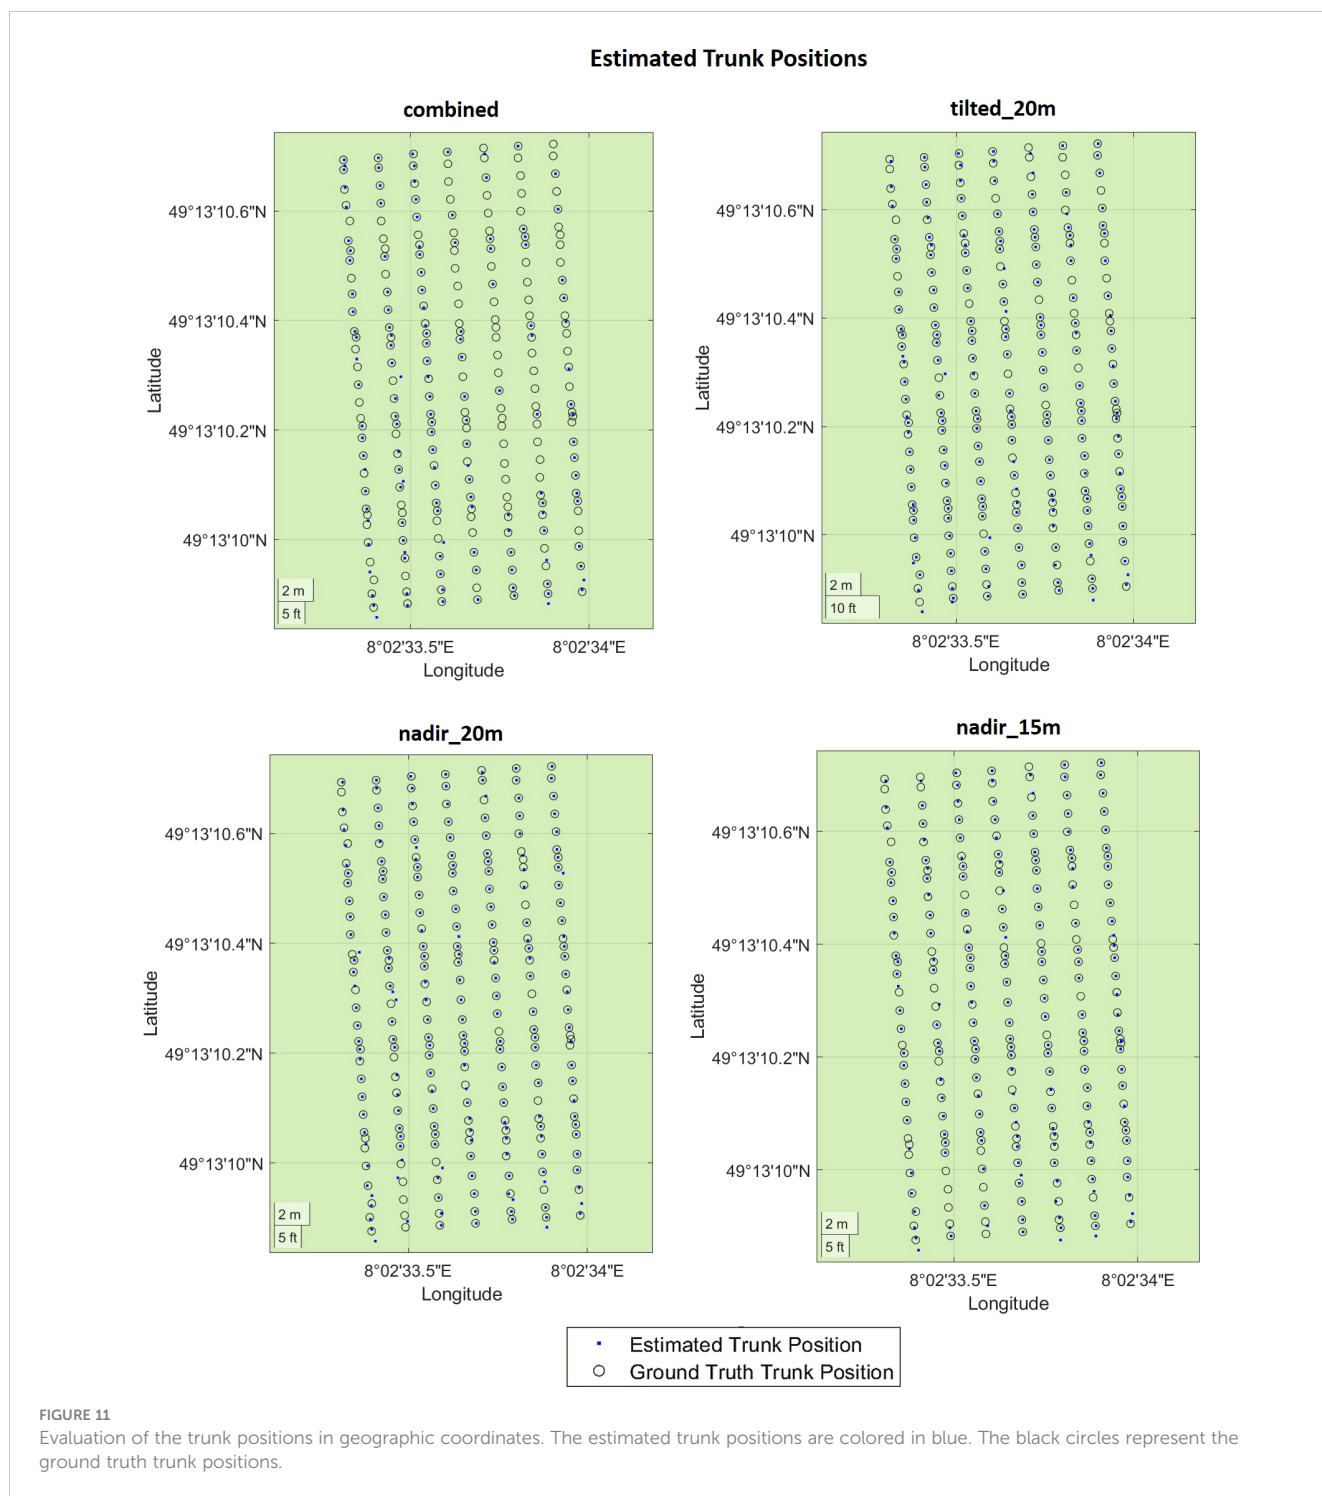 Estimated Trunk Positions
combined
49°13'10.6"N
49°13'10.4"N
49°13'10.2"N
49°13'10"N
Latitude
2 m
5 ft
8°02'33.5"E
8°02'34"E
Longitude
tilted_20m
49°13'10.6"N
49°13'10.4"N
49°13'10.2"N
49°13'10"N
Latitude
2 m
10 ft
8°02'33.5"E
8°02'34"E
Longitude
nadir_20m
49°13'10.6"N
49°13'10.4"N
49°13'10.2"N
49°13'10"N
Latitude
2 m
5 ft
8°02'33.5"E
8°02'34"E
Longitude
nadir_15m
49°13'10.6"N
49°13'10.4"N
49°13'10.2"N
49°13'10"N
Latitude
2 m
5 ft
8°02'33.5"E
8°02'34"E
Longitude
Estimated Trunk Position
Ground Truth Trunk Position
FIGURE 11
Evaluation of the trunk positions in geographic coordinates. The estimated trunk positions are colored in blue. The black circles represent the
ground truth trunk positions.